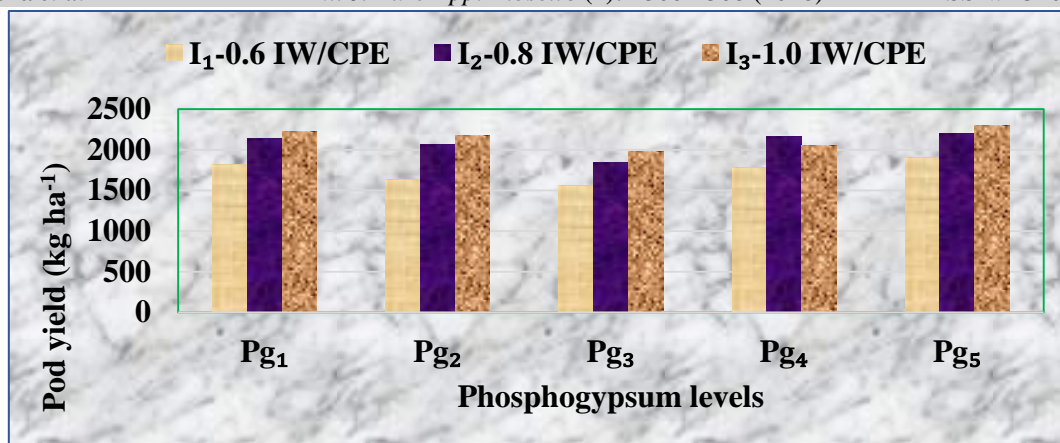 I₁-0.6 IW/CPE I₂-0.8 IW/CPE I₃-1.0 IW/CPE
2500
2000
1500
1000
500
0
Pod yield (kg ha⁻¹)
Pg₁ Pg₂ Pg₃ Pg₄ Pg₅
Phosphogypsum levels